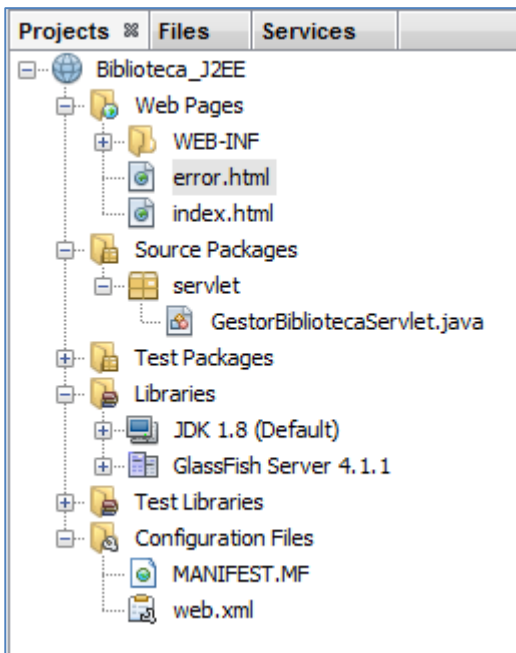 Projects Files Services
Biblioteca_J2EE
Web Pages
WEB-INF
error.html
index.html
Source Packages
servlet
GestorBibliotecaServlet.java
Test Packages
Libraries
JDK 1.8 (Default)
GlassFish Server 4.1.1
Test Libraries
Configuration Files
MANIFEST.MF
web.xml